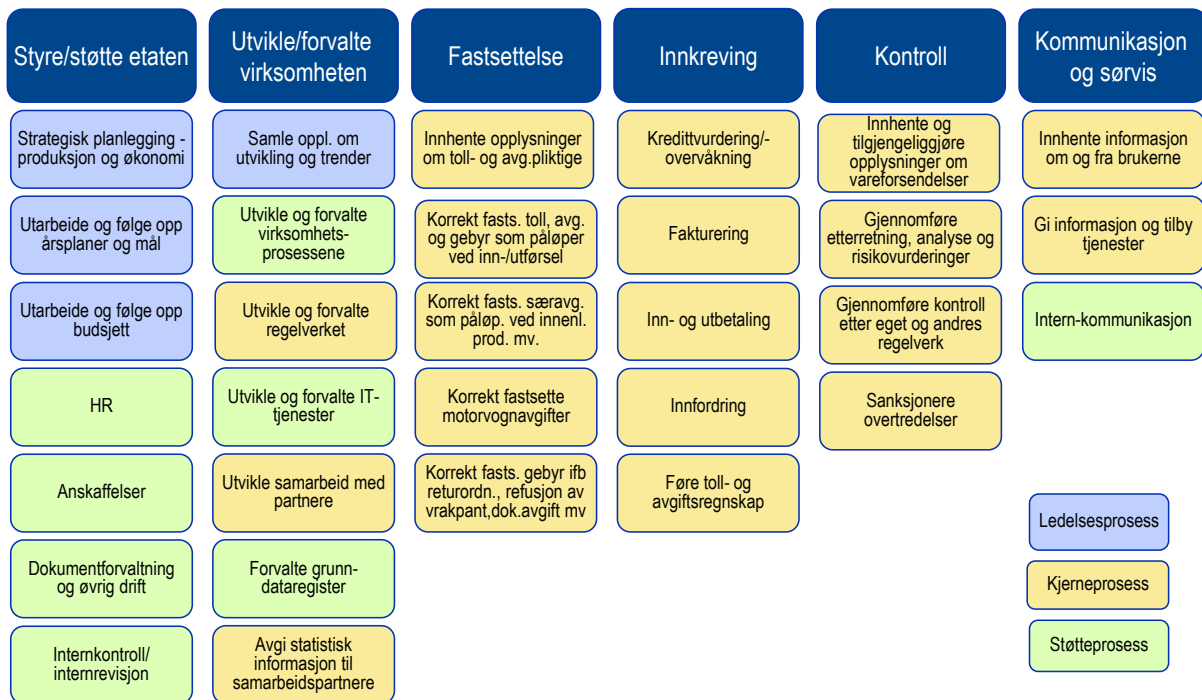 Styre/støtte etaten
Utvikle/forvalte
virksomheten
Fastsettelse
Innkreving
Kontroll
Kommunikasjon
og sørvis
Strategisk planlegging -
produksjon og økonomi
Utarbeide og følge opp
årsplaner og mål
Utarbeide og følge opp
budsjett
HR
Anskaffelser
Dokumentforvaltning
og øvrig drift
Internkontroll/
internrevisjon
Samle oppl. om
utvikling og trender
Utvikle og forvalte
virksomhets-
prosessene
Utvikle og forvalte
regelverket
Utvikle og forvalte IT-
tjenester
Utvikle samarbeid med
partnere
Forvalte grunn-
dataregister
Avgi statistisk
informasjon til
samarbeidspartnere
Innhente opplysninger
om toll- og avg.pliktige
Korrekt fasts. toll, avg.
og gebyr som påløper
ved inn-/utførsel
Korrekt fasts. særavg.
som påløp. ved innenl.
prod. mv.
Korrekt fastsette
motorvognavgifter
Korrekt fasts. gebyr ifb
returordn., refusjon av
vrakpant,dok.avgift mv
Kredittvurdering/-
overvåkning
Fakturering
Inn- og utbetaling
Innfordring
Føre toll- og
avgiftsregnskap
Innhente og
tilgjengeliggjøre
opplysninger om
vareforsendelser
Gjennomføre
etterretning, analyse og
risikovurderinger
Gjennomføre kontroll
etter eget og andres
regelverk
Sanksjonere
overtredelser
Innhente informasjon
om og fra brukerne
Gi informasjon og tilby
tjenester
Intern-kommunikasjon
Ledelsesprosess
Kjerneprosess
Støtteprosess